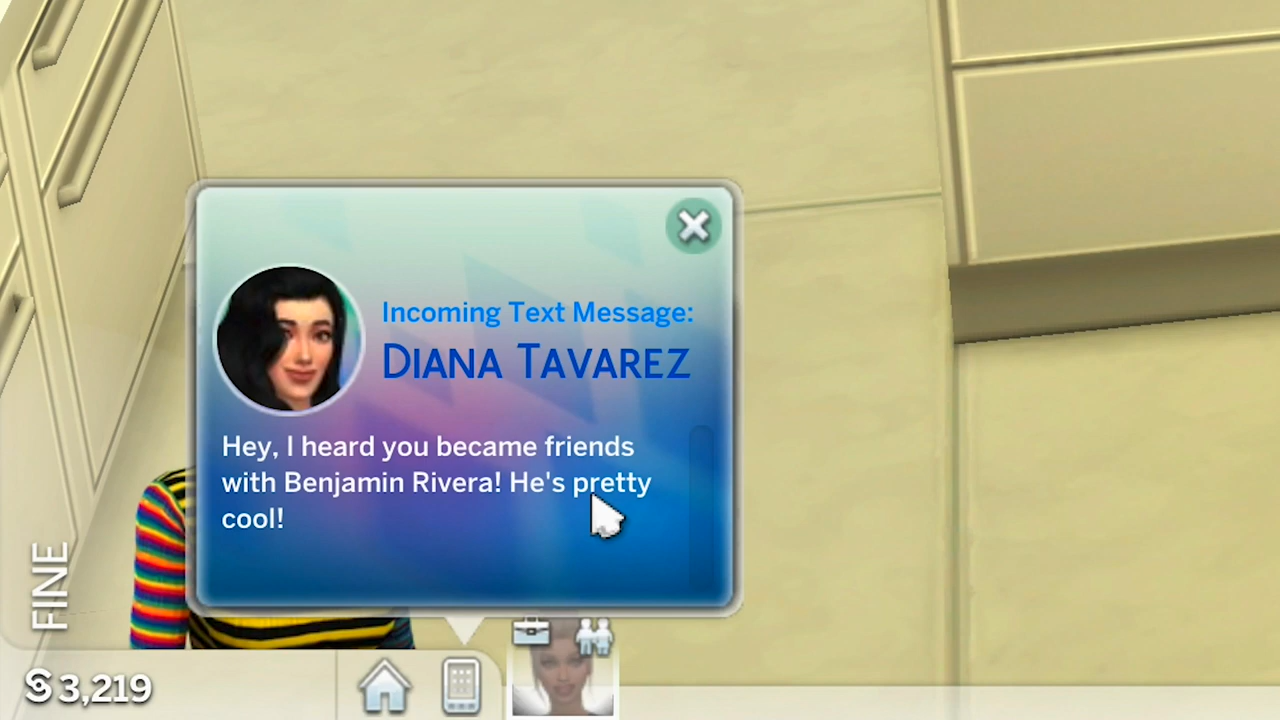 Incoming Text Message:
DIANA TAVAREZ
Hey, I heard you became friends
with Benjamin Rivera! He's pretty
cool!
FINE
§3,219